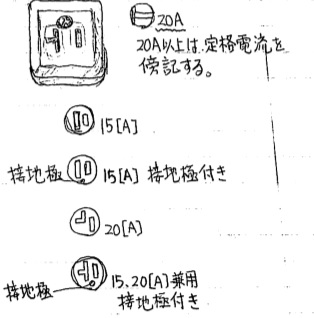 20A
20A以上は、定格電流を
傍記する。
15[A]
接地極 15[A] 接地極付き
20[A]
接地極 15、20[A]兼用
接地極付き